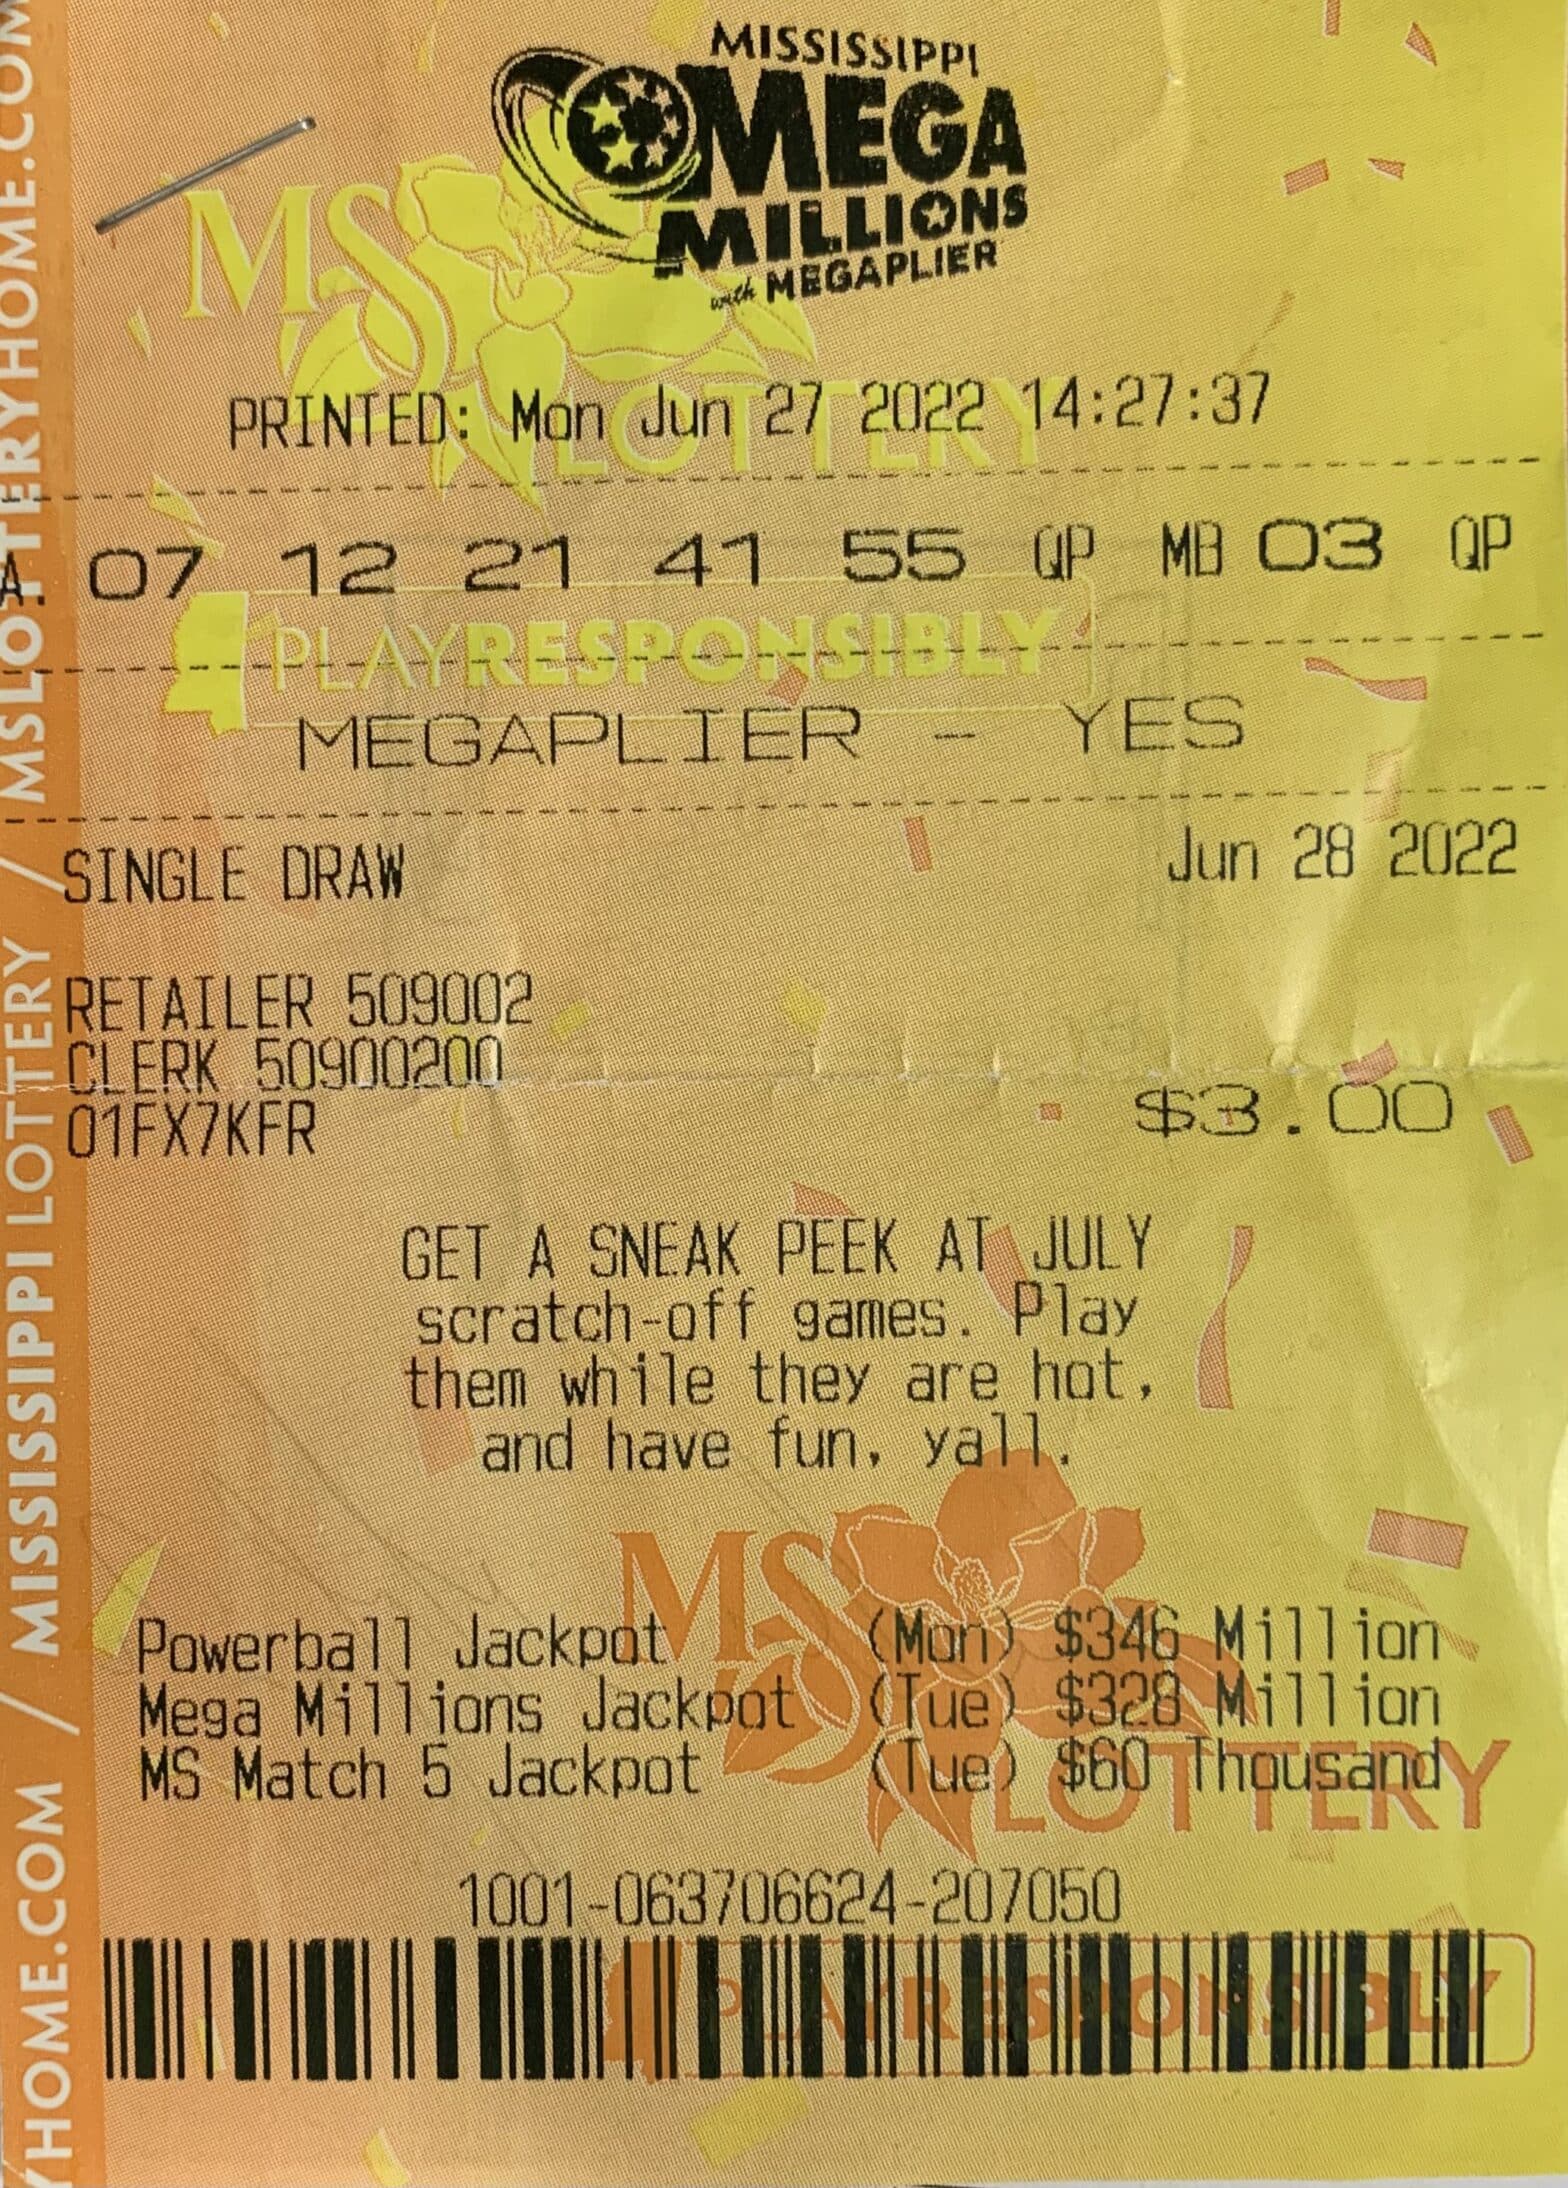 MISSISSIPPI
MEGA
MILLIONS
with MEGAPLIER
MS
LOTTERY
PRINTED: Mon Jun 27 2022 14:27:37
A. 07 12 21 41 55 QP MB 03 QP
PLAYRESPONSIBLY
MEGAPLIER - YES
SINGLE DRAW Jun 28 2022
RETAILER 509002
CLERK 50900200
01FX7KFR $3.00
GET A SNEAK PEEK AT JULY
scratch-off games. Play
them while they are hot,
and have fun, yall.
MS
LOTTERY
Powerball Jackpot (Mon) $346 Million
Mega Millions Jackpot (Tue) $328 Million
MS Match 5 Jackpot (Tue) $60 Thousand
1001-063706624-207050
PLAYRESPONSIBLY
YHOME.COM / MISSISSIPPI LOTTERY / MSLOTTERYHOME.COM